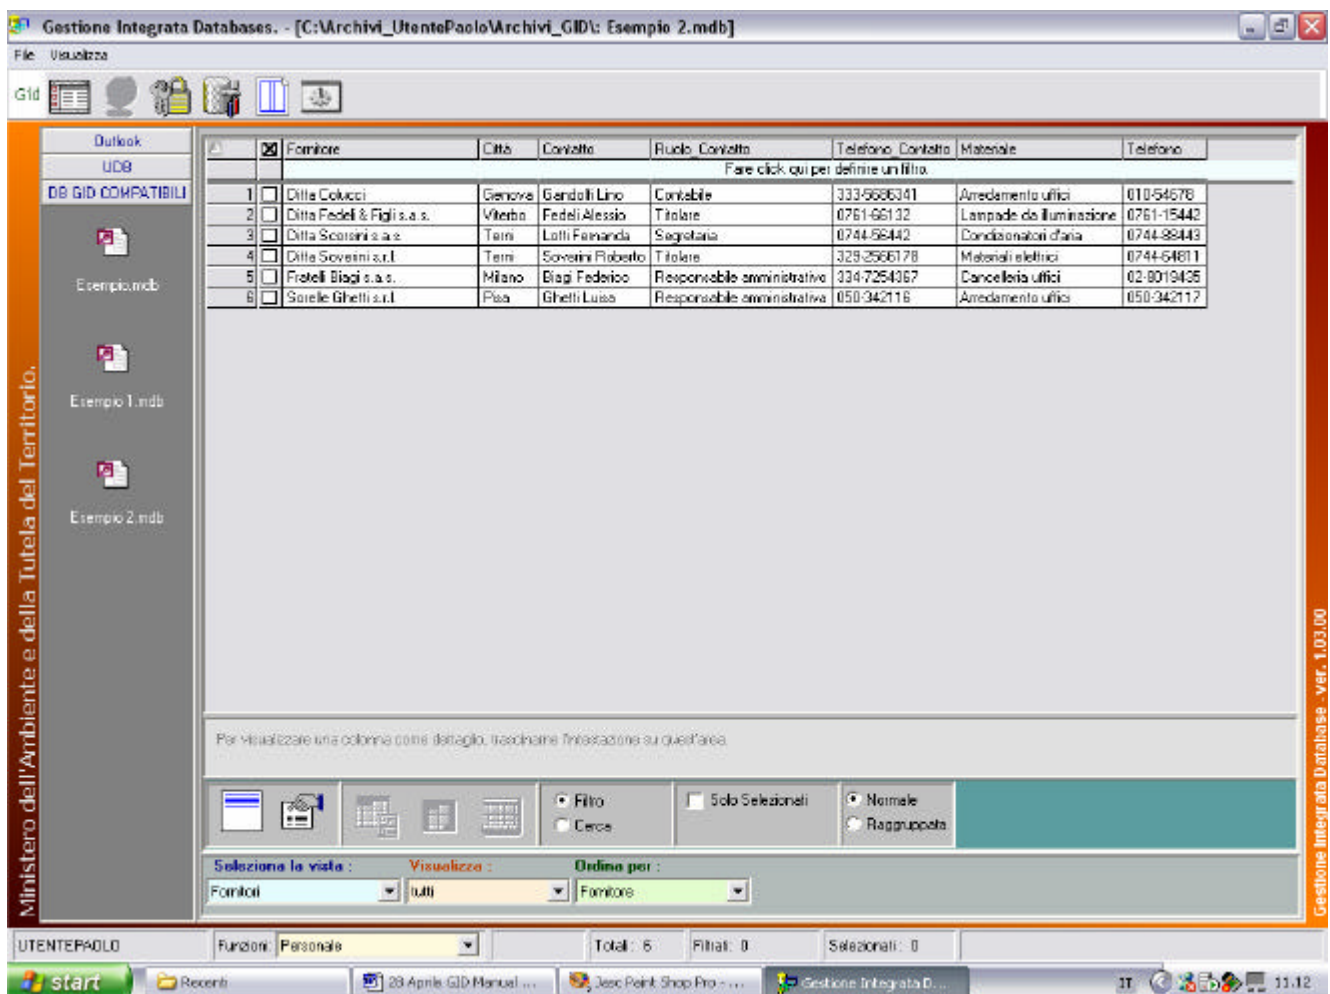 Gestione Integrata Databases. - [C:\Archivi_UtentePaolo\Archivi_GID\: Esempio 2.mdb]
File Visualizza
Gid
Outlook
UDB
DB GID COMPATIBILI
Esempio.mdb
Esempio 1.mdb
Esempio 2.mdb
Ministero dell'Ambiente e della Tutela del Territorio.
Fornitore Città Contatto Ruolo_Contatto Telefono_Contatto Materiale Telefono
Fare click qui per definire un filtro.
1 Ditta Colucci Genova Gandolfi Lino Contabile 333-5686341 Arredamento uffici 010-54678
2 Ditta Fedeli & Figli s.a.s. Viterbo Fedeli Alessio Titolare 0761-66132 Lampade da illuminazione 0761-15442
3 Ditta Scorsini s.a.s. Terni Lotti Fernanda Segretaria 0744-56442 Condizionatori d'aria 0744-88443
4 Ditta Soverini s.r.l. Terni Soverini Roberto Titolare 329-2566178 Materiali elettrici 0744-64811
5 Fratelli Biagi s.a.s. Milano Biagi Federico Responsabile amministrativo 334-7254367 Cancelleria uffici 02-8019435
6 Sorelle Ghetti s.r.l. Pisa Ghetti Luisa Responsabile amministrativa 050-342116 Arredamento uffici 050-342117
Per visualizzare una colonna come dettaglio, trascinarne l'intestazione su quest'area.
Filtro
Cerca
Solo Selezionati
Normale
Raggruppata
Seleziona la vista : Visualizza : Ordina per :
Fornitori tutti Fornitore
Gestione Integrata Database - ver. 1.03.00
UTENTEPAOLO Funzioni: Personale Totali: 6 Filtrati: 0 Selezionati: 0
start Recenti 28 Aprile GID Manual ... Jasc Paint Shop Pro - ... Gestione Integrata D... IT 11.12